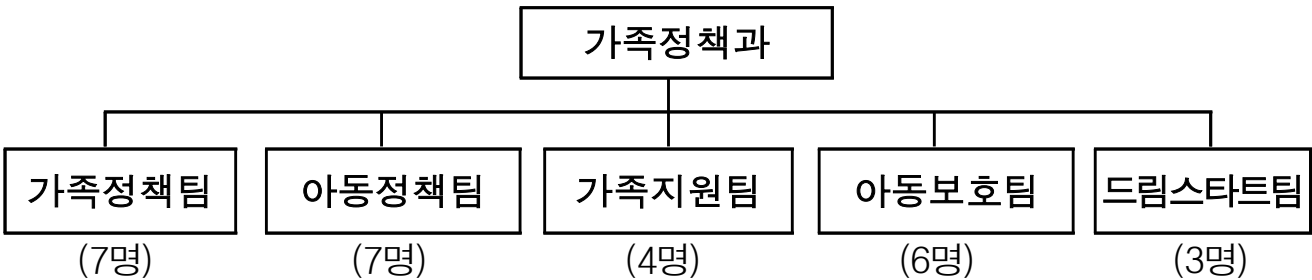 가족정책과
가족정책팀 아동정책팀 가족지원팀 아동보호팀 드림스타트팀
(7명) (7명) (4명) (6명) (3명)